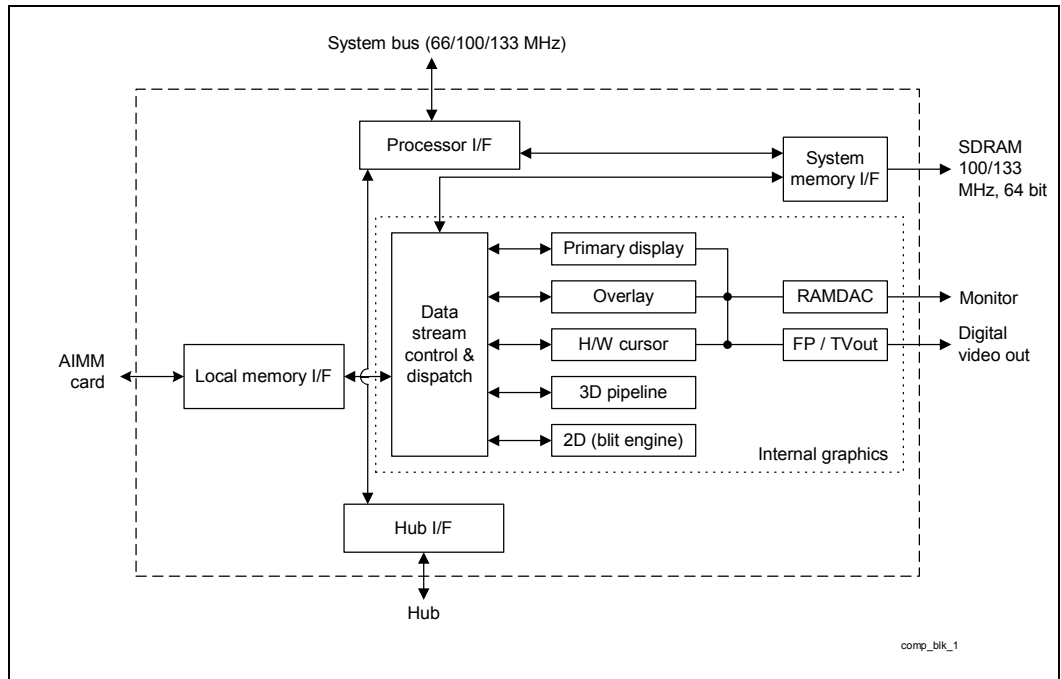 System bus (66/100/133 MHz)
Processor I/F
System
memory I/F
SDRAM
100/133
MHz, 64 bit
Primary display
Overlay
H/W cursor
3D pipeline
2D (blit engine)
Data
stream
control &
dispatch
RAMDAC
FP / TVout
Monitor
Digital
video out
AIMM
card
Local memory I/F
Internal graphics
Hub I/F
Hub
comp_blk_1